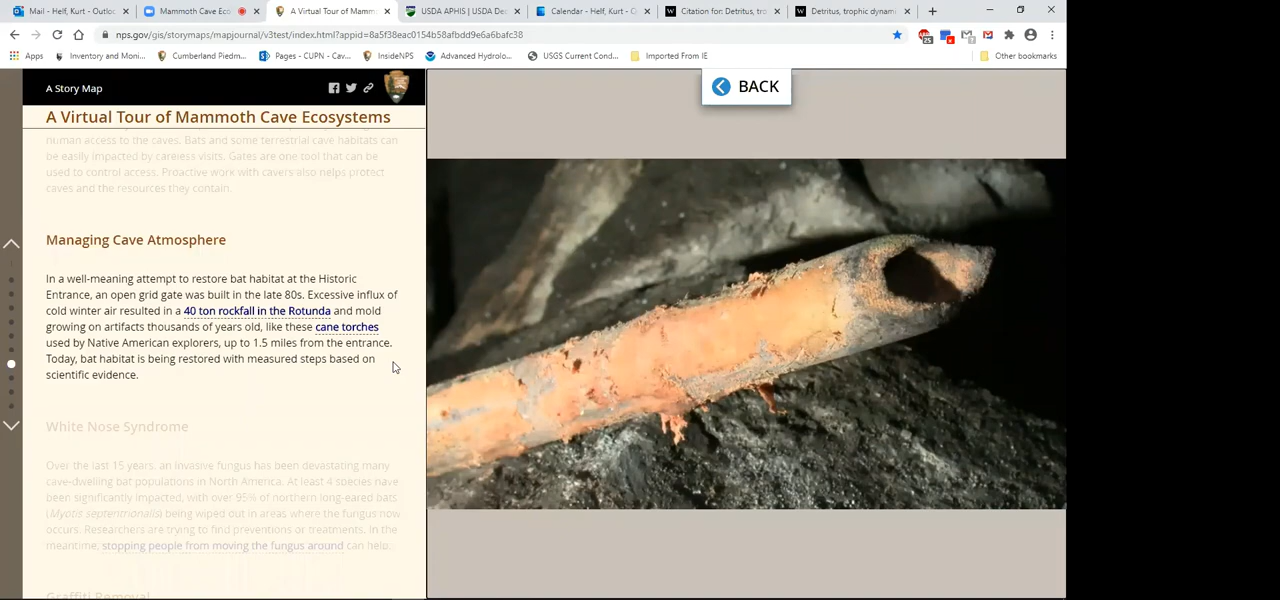 Mail - Helf, Kurt - Outloo
Mammoth Cave Eco
A Virtual Tour of Mammo
USDA APHIS | USDA De
Calendar - Helf, Kurt - O
Citation for: Detritus, tro
Detritus, trophic dynami
nps.gov/gis/storymaps/mapjournal/v3test/index.html?appid=8a5f38eac0154b58afbdd9e6a6bafc38
Apps
Inventory and Moni...
Cumberland Piedm...
Pages - CUPN - Cav...
InsideNPS
Advanced Hydrolo...
USGS Current Cond...
Imported From IE
Other bookmarks
A Story Map
A Virtual Tour of Mammoth Cave Ecosystems
human access to the caves. Bats and some terrestrial cave habitats can
be easily impacted by careless visits. Gates are one tool that can be
used to control access. Proactive work with cavers also helps protect
caves and the resources they contain.
Managing Cave Atmosphere
In a well-meaning attempt to restore bat habitat at the Historic
Entrance, an open grid gate was built in the late 80s. Excessive influx of
cold winter air resulted in a 40 ton rockfall in the Rotunda and mold
growing on artifacts thousands of years old, like these cane torches
used by Native American explorers, up to 1.5 miles from the entrance.
Today, bat habitat is being restored with measured steps based on
scientific evidence.
White Nose Syndrome
Over the last 15 years, an invasive fungus has been devastating many
cave-dwelling bat populations in North America. At least 4 species have
been significantly impacted, with over 95% of northern long-eared bats
(Myotis septentrionalis) being wiped out in areas where the fungus now
occurs. Researchers are trying to find preventions or treatments. In the
meantime, stopping people from moving the fungus around can help.
Graffiti Removal
BACK